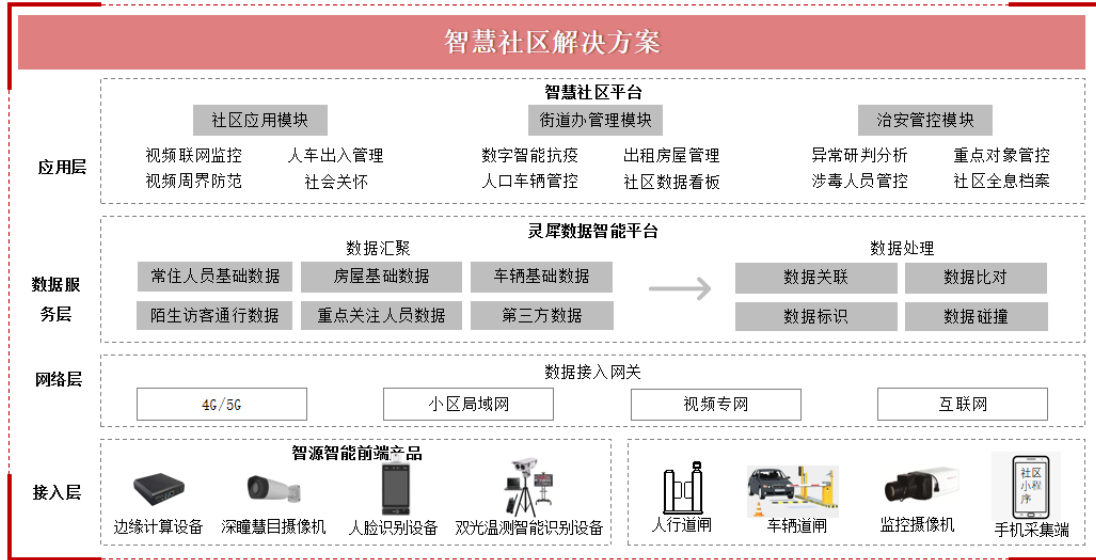 智慧社区解决方案
智慧社区平台
社区应用模块 街道办管理模块 治安管控模块
应用层
视频联网监控 人车出入管理 数字智能抗疫 出租房屋管理 异常研判分析 重点对象管控
视频周界防范 社会关怀 人口车辆管控 社区数据看板 涉毒人员管控 社区全息档案
灵犀数据智能平台
数据汇聚 数据处理
数据服
务层
常住人员基础数据 房屋基础数据 车辆基础数据 数据关联 数据比对
陌生访客通行数据 重点关注人员数据 第三方数据 数据标识 数据碰撞
网络层
数据接入网关
4G/5G 小区局域网 视频专网 互联网
接入层
智源智能前端产品
社区
小程
序
边缘计算设备 深瞳慧目摄像机 人脸识别设备 双光温测智能识别设备 人行道闸 车辆道闸 监控摄像机 手机采集端